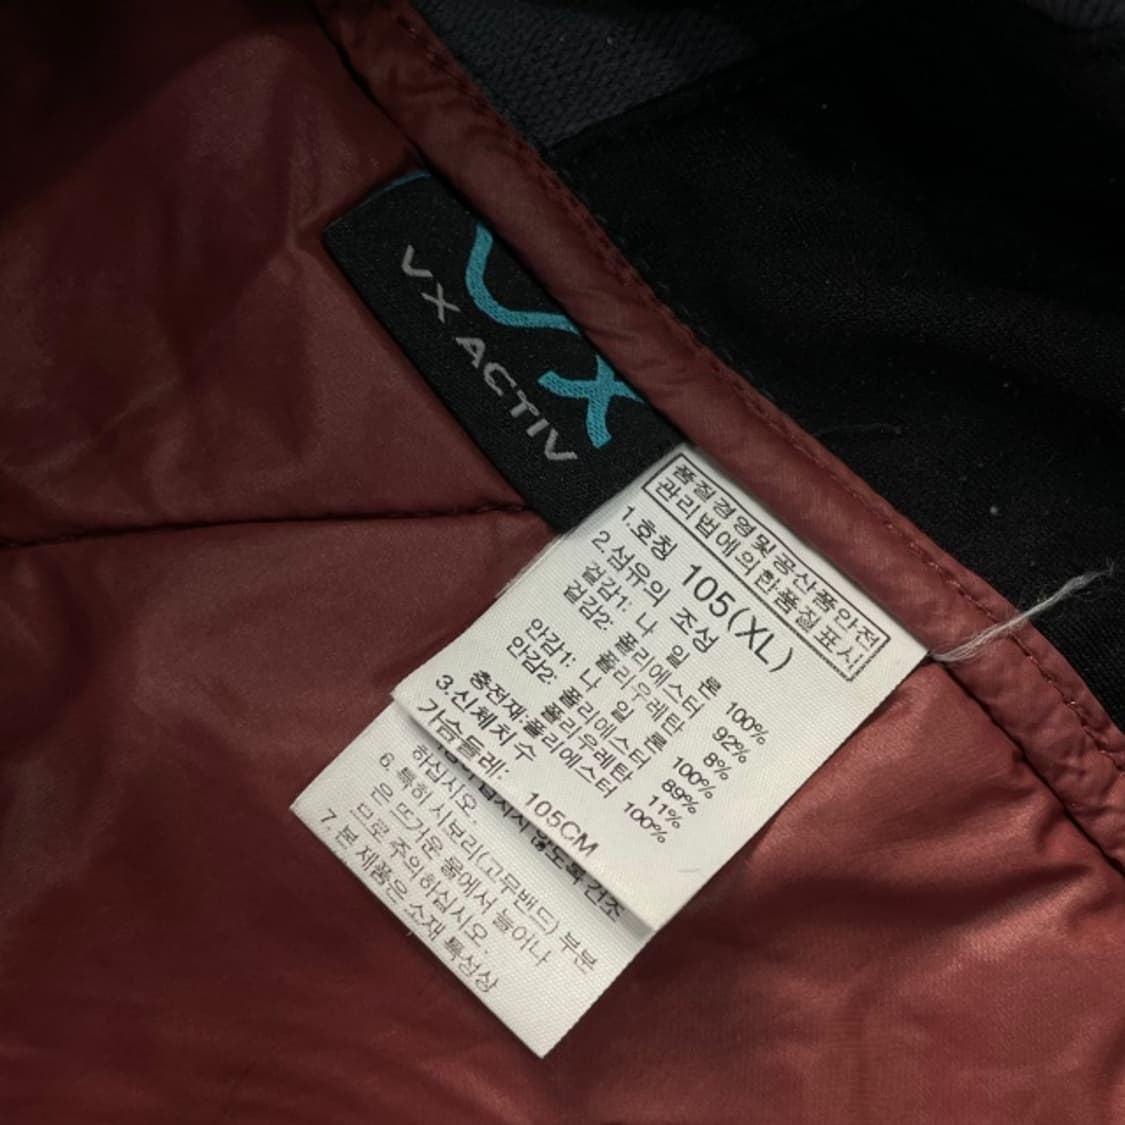 VX
VX ACTIV
품질경영및공산품안전
관리법에의한품질표시
1.호칭 105(XL)
2.섬유의 조성
겉감1: 나 일 론 100%
겉감2: 폴리에스터 92%
폴리우레탄 8%
안감1: 나 일 론 100%
안감2: 폴리에스터 89%
폴리우레탄 11%
충전재:폴리에스터 100%
3.신체치수
가슴둘레: 105CM
않도록 건조
하십시오.
6. 특히 시보리(고무밴드) 부분
은 뜨거운 물에서 늘어나
므로 주의하십시오.
7. 본 제품은 소재 특성상